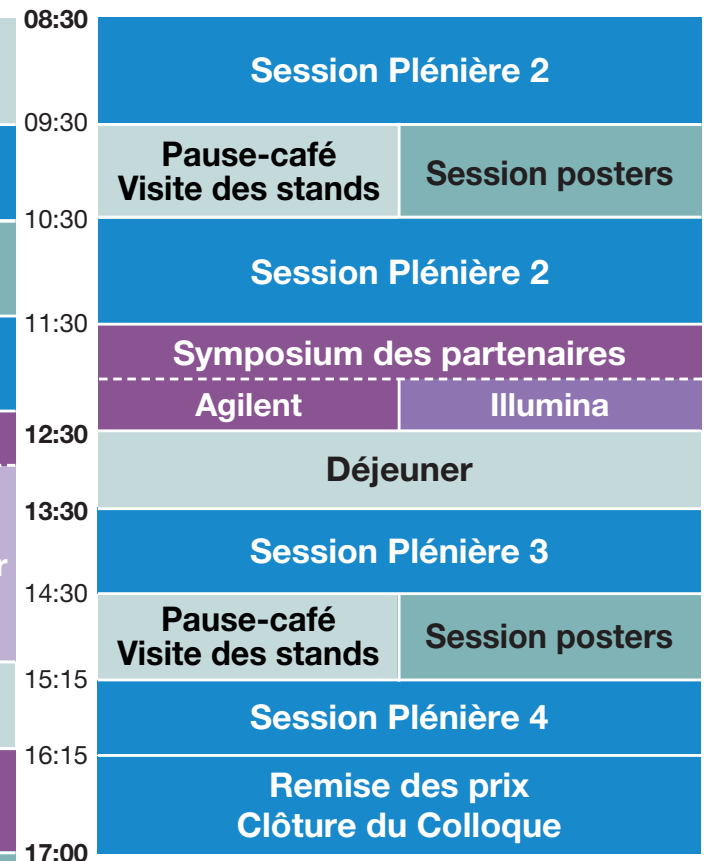 08:30
Session Plénière 2
09:30
Pause-café
Visite des stands
Session posters
10:30
Session Plénière 2
11:30
Symposium des partenaires
Agilent
Illumina
12:30
Déjeuner
13:30
Session Plénière 3
r
14:30
Pause-café
Visite des stands
Session posters
15:15
Session Plénière 4
16:15
Remise des prix
Clôture du Colloque
17:00